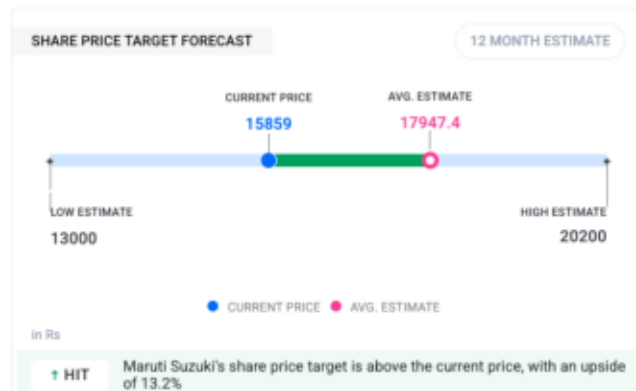 SHARE PRICE TARGET FORECAST
12 MONTH ESTIMATE
CURRENT PRICE
15859
AVG. ESTIMATE
17947.4
LOW ESTIMATE
13000
HIGH ESTIMATE
20200
CURRENT PRICE
AVG. ESTIMATE
in Rs
↑ HIT
Maruti Suzuki's share price target is above the current price, with an upside
of 13.2%